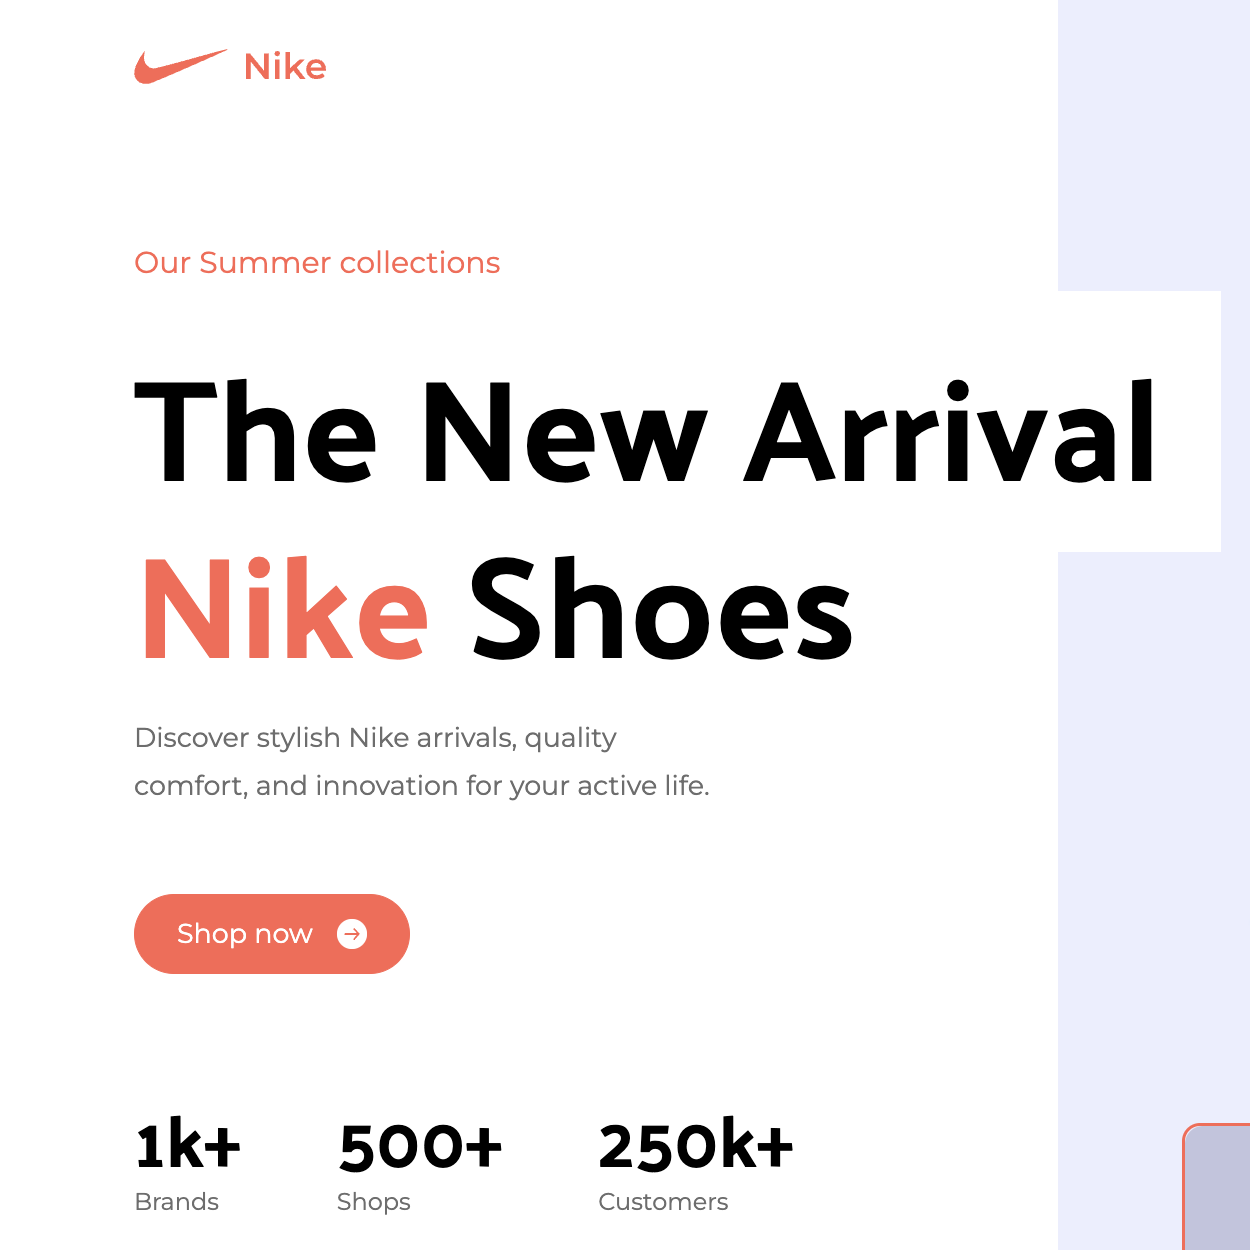 Nike
Our Summer collections
The New Arrival
Nike Shoes
Discover stylish Nike arrivals, quality
comfort, and innovation for your active life.
Shop now
1k+ 500+ 250k+
Brands Shops Customers